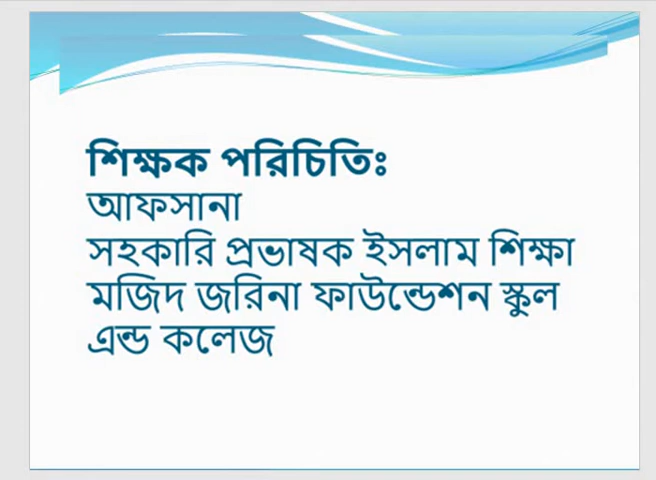 শিক্ষক পরিচিতিঃ
আফসানা
সহকারি প্রভাষক ইসলাম শিক্ষা
মজিদ জরিনা ফাউন্ডেশন স্কুল
এন্ড কলেজ